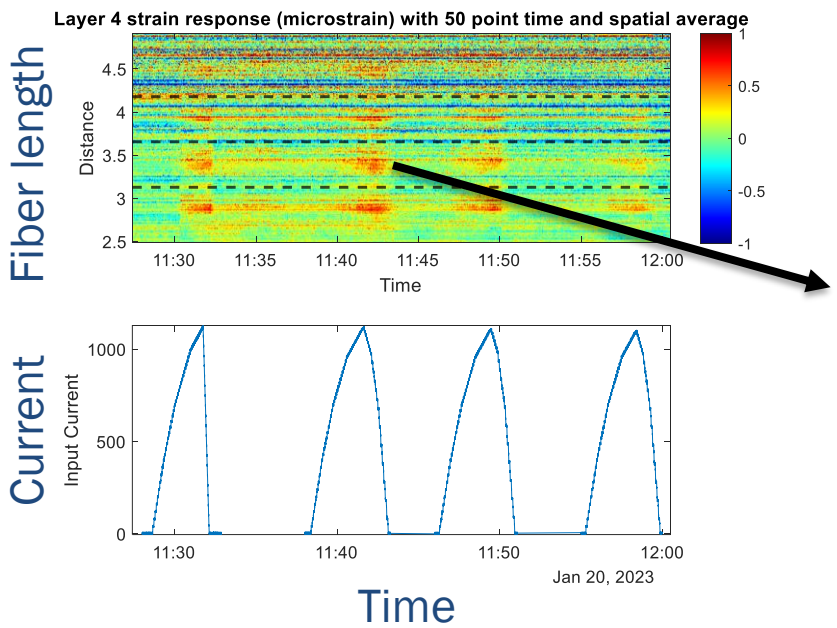 Layer 4 strain response (microstrain) with 50 point time and spatial average
Fiber length
Distance
4.5
4
3.5
3
2.5
11:30 11:35 11:40 11:45 11:50 11:55 12:00
Time
1
0.5
0
-0.5
-1
Current
Input Current
1000
500
0
11:30 11:40 11:50 12:00
Jan 20, 2023
Time